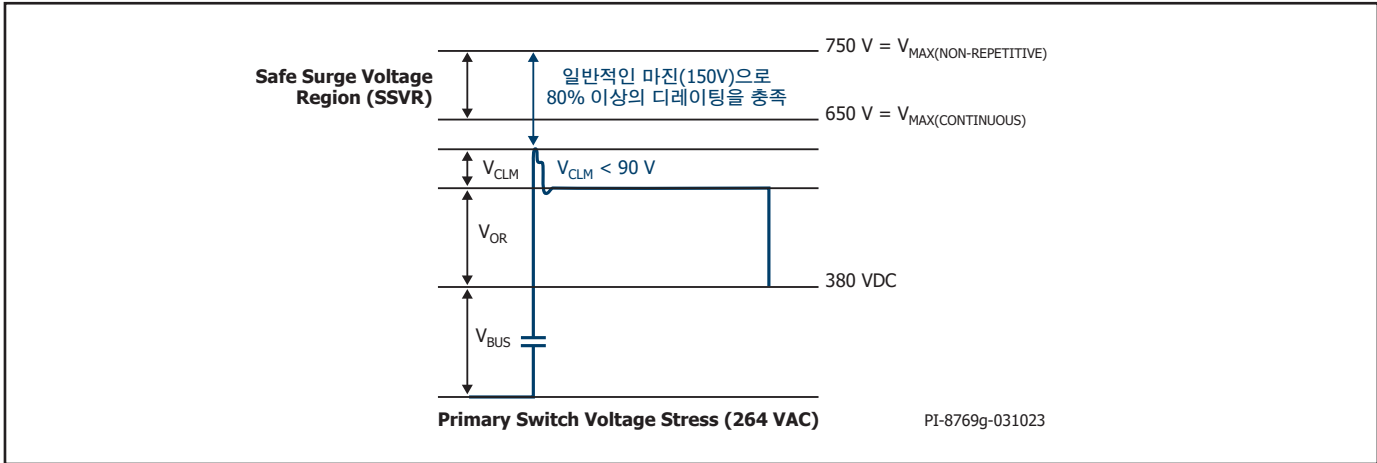 750 V = VMAX(NON-REPETITIVE)
Safe Surge Voltage
Region (SSVR)
일반적인 마진(150V)으로
80% 이상의 디레이팅을 충족
650 V = VMAX(CONTINUOUS)
VCLM
VCLM < 90 V
VOR
380 VDC
VBUS
Primary Switch Voltage Stress (264 VAC)
PI-8769g-031023